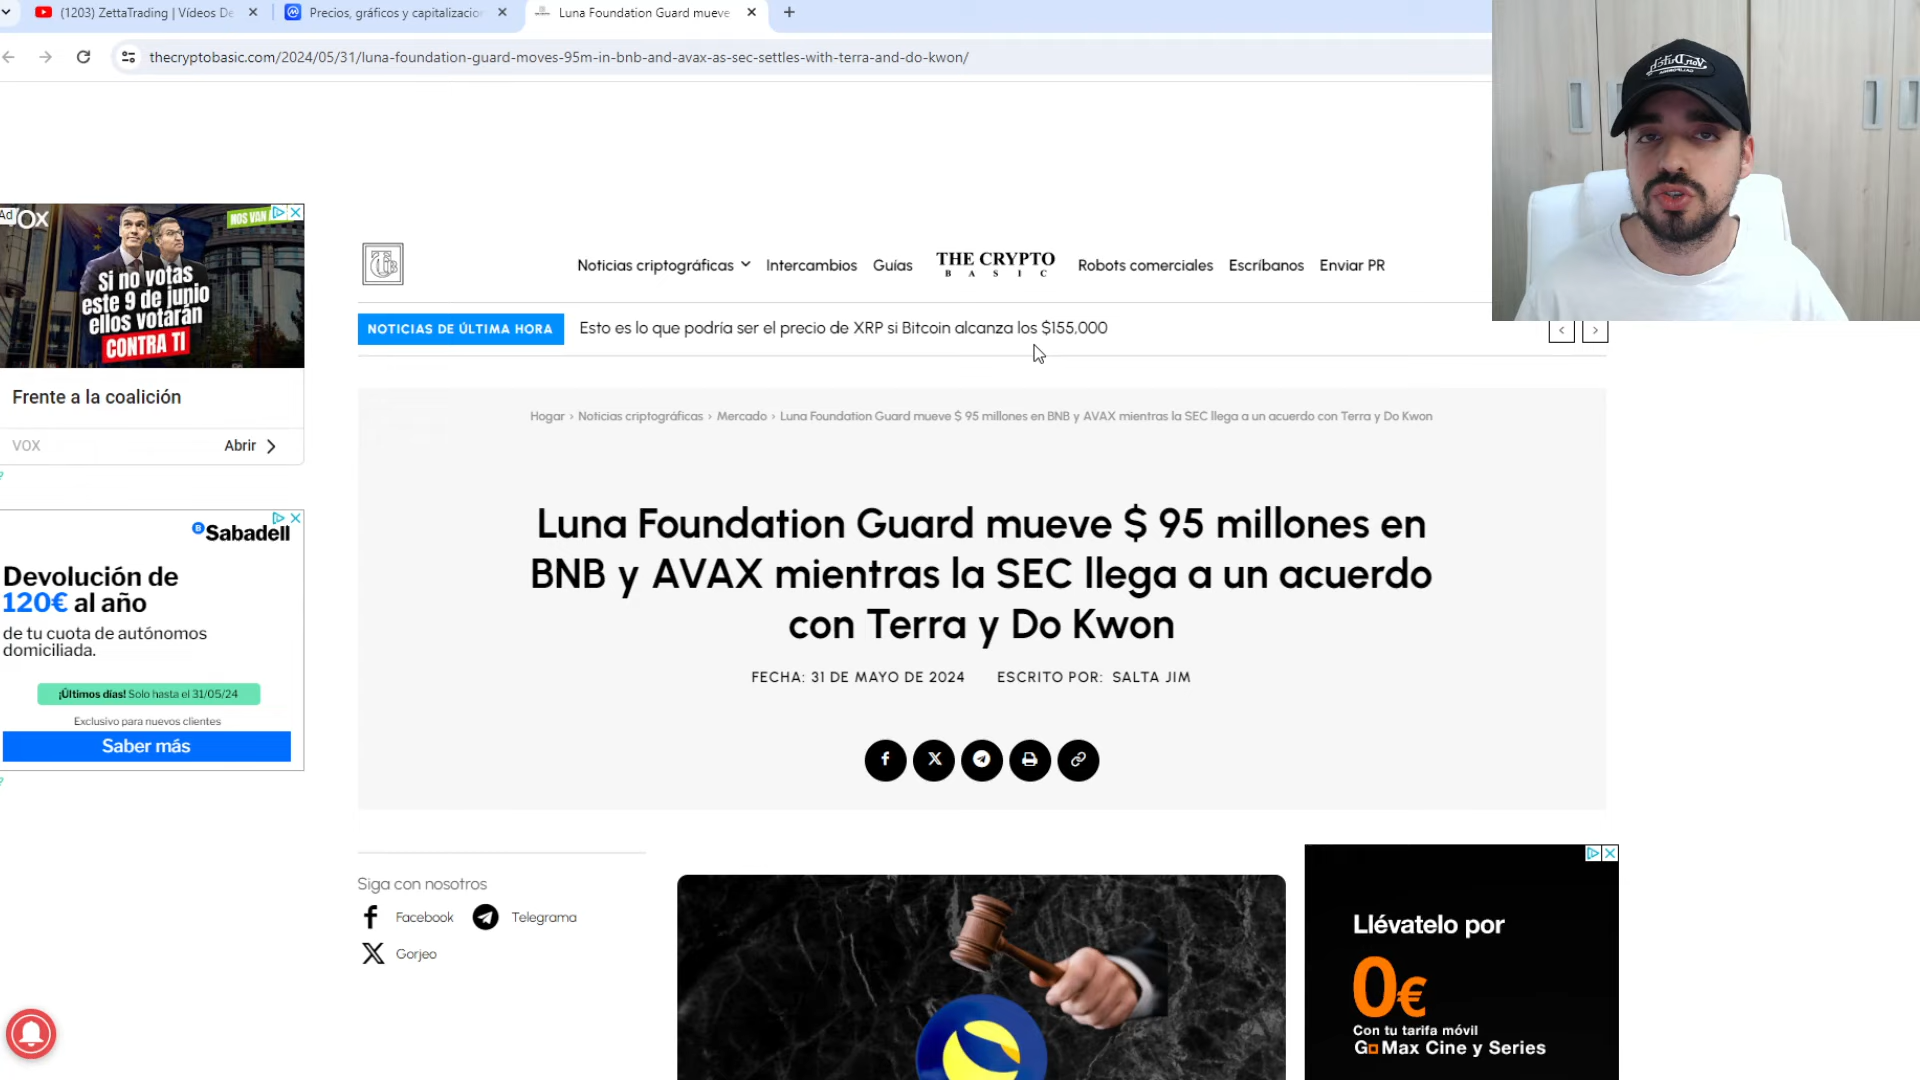 (1203) ZettaTrading | Vídeos De
Precios, gráficos y capitalizacion
Luna Foundation Guard mueve
thecryptobasic.com/2024/05/31/luna-foundation-guard-moves-95m-in-bnb-and-avax-as-sec-settles-with-terra-and-do-kwon/
Von Dutch
Ad
VOX
NOS VAN
Si no votas
este 9 de junio
ellos votarán
CONTRA TI
Frente a la coalición
VOX
Abrir
Noticias criptográficas
Intercambios
Guías
THE CRYPTO
BASIC
Robots comerciales
Escríbanos
Enviar PR
NOTICIAS DE ÚLTIMA HORA
Esto es lo que podría ser el precio de XRP si Bitcoin alcanza los $155,000
Hogar › Noticias criptográficas › Mercado › Luna Foundation Guard mueve $ 95 millones en BNB y AVAX mientras la SEC llega a un acuerdo con Terra y Do Kwon
Luna Foundation Guard mueve $ 95 millones en
BNB y AVAX mientras la SEC llega a un acuerdo
con Terra y Do Kwon
FECHA: 31 DE MAYO DE 2024
ESCRITO POR: SALTA JIM
Sabadell
Devolución de
120€ al año
de tu cuota de autónomos
domiciliada.
¡Últimos días! Solo hasta el 31/05/24
Exclusivo para nuevos clientes
Saber más
Siga con nosotros
Facebook
Telegrama
Gorjeo
Llévatelo por
0€
Con tu tarifa móvil
Go Max Cine y Series